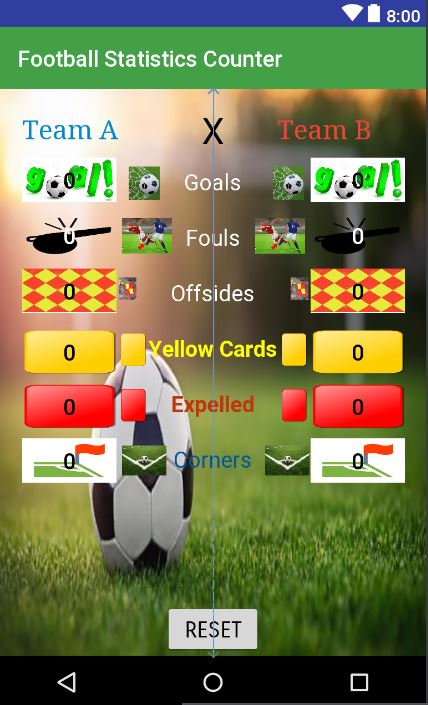 8:00
Football Statistics Counter
Team A X Team B
goal! 0 Goals goal! 0
0 Fouls 0
0 Offsides 0
0 Yellow Cards 0
0 Expelled 0
0 Corners 0
RESET